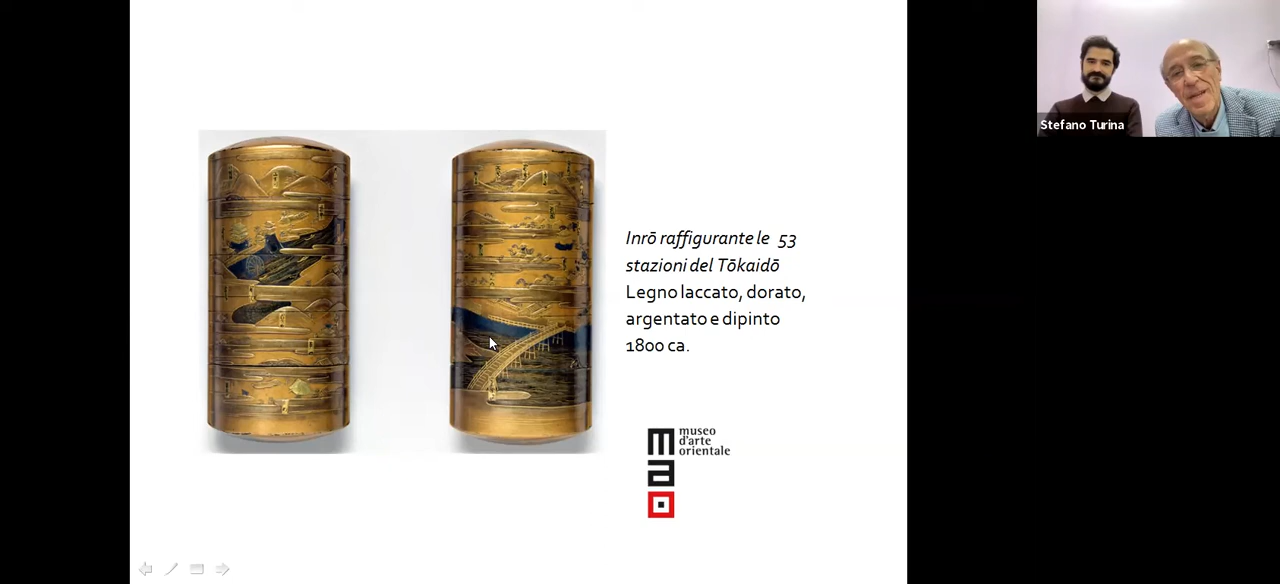 Stefano Turina
Inrō raffigurante le 53
stazioni del Tōkaidō
Legno laccato, dorato,
argentato e dipinto
1800 ca.
museo
d'arte
orientale
mao